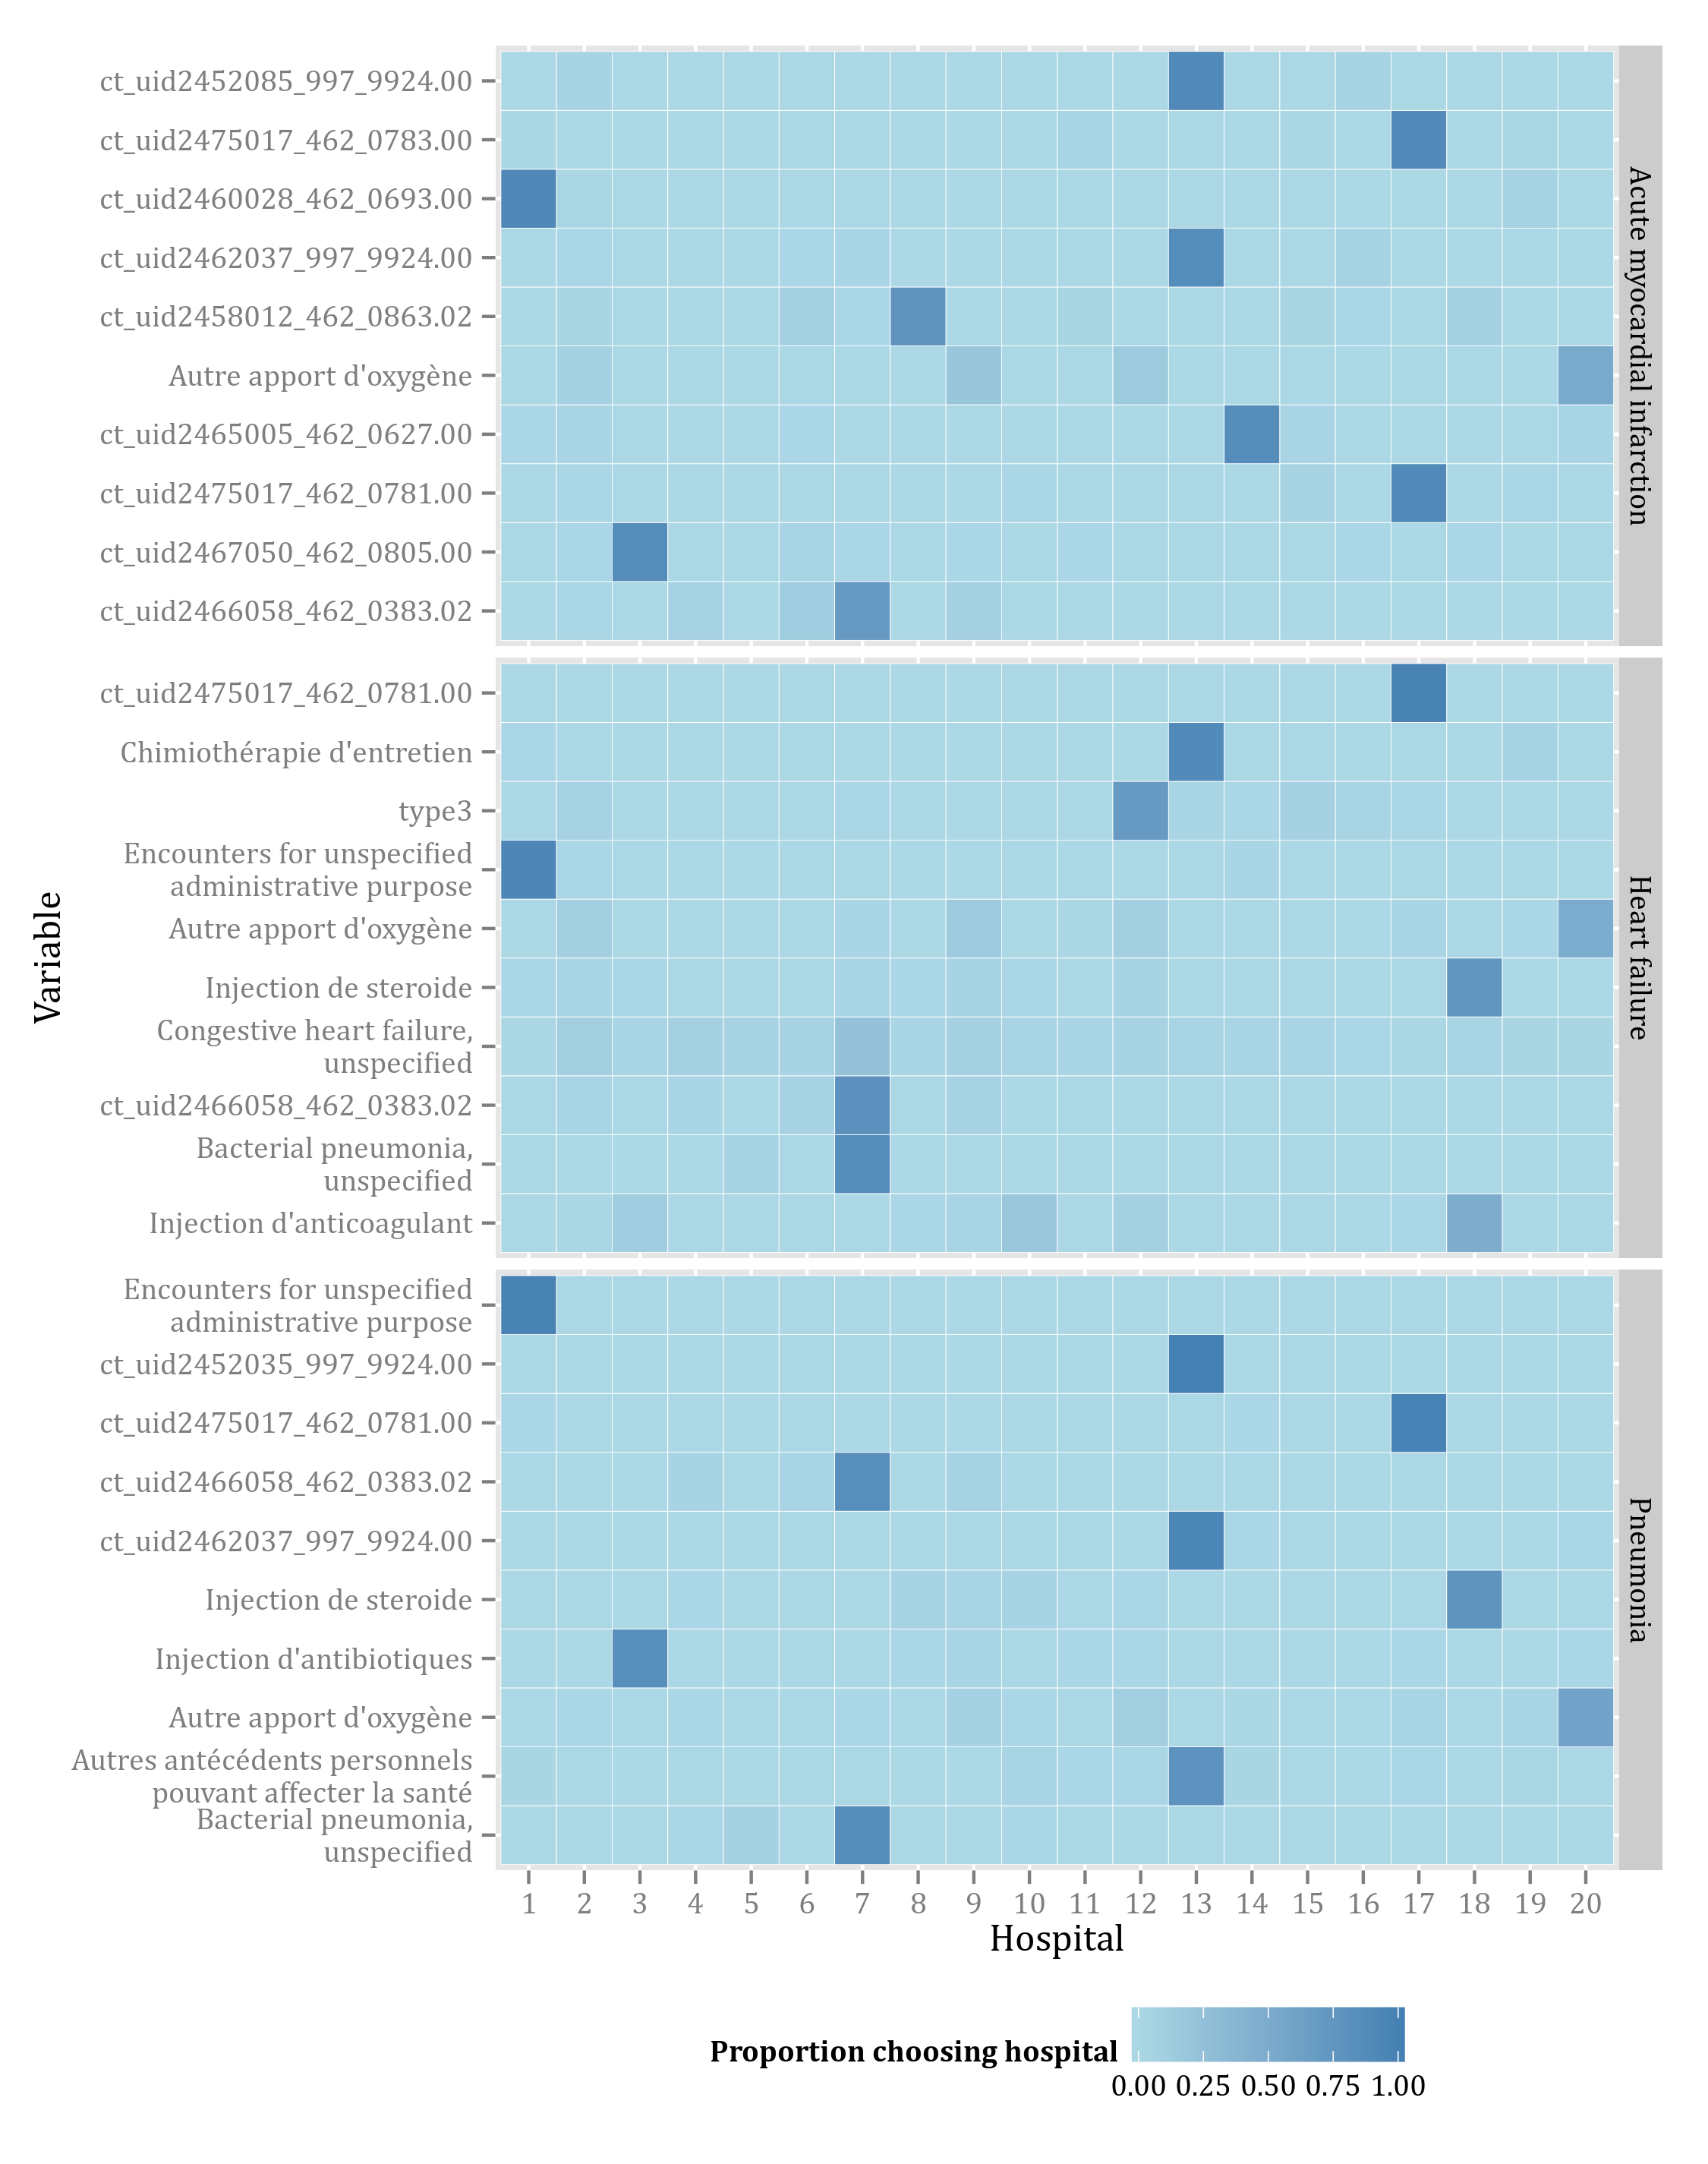 ct_uid2452085_997_9924.00
ct_uid2475017_462_0783.00
ct_uid2460028_462_0693.00
ct_uid2462037_997_9924.00
ct_uid2458012_462_0863.02
Autre apport d'oxygène
ct_uid2465005_462_0627.00
ct_uid2475017_462_0781.00
ct_uid2467050_462_0805.00
ct_uid2466058_462_0383.02
Acute myocardial infarction
ct_uid2475017_462_0781.00
Chimiothérapie d'entretien
type3
Encounters for unspecified
administrative purpose
Autre apport d'oxygène
Injection de steroide
Congestive heart failure,
unspecified
ct_uid2466058_462_0383.02
Bacterial pneumonia,
unspecified
Injection d'anticoagulant
Heart failure
Variable
Encounters for unspecified
administrative purpose
ct_uid2452035_997_9924.00
ct_uid2475017_462_0781.00
ct_uid2466058_462_0383.02
ct_uid2462037_997_9924.00
Injection de steroide
Injection d'antibiotiques
Autre apport d'oxygène
Autres antécédents personnels
pouvant affecter la santé
Bacterial pneumonia,
unspecified
Pneumonia
1 2 3 4 5 6 7 8 9 10 11 12 13 14 15 16 17 18 19 20
Hospital
Proportion choosing hospital
0.00 0.25 0.50 0.75 1.00